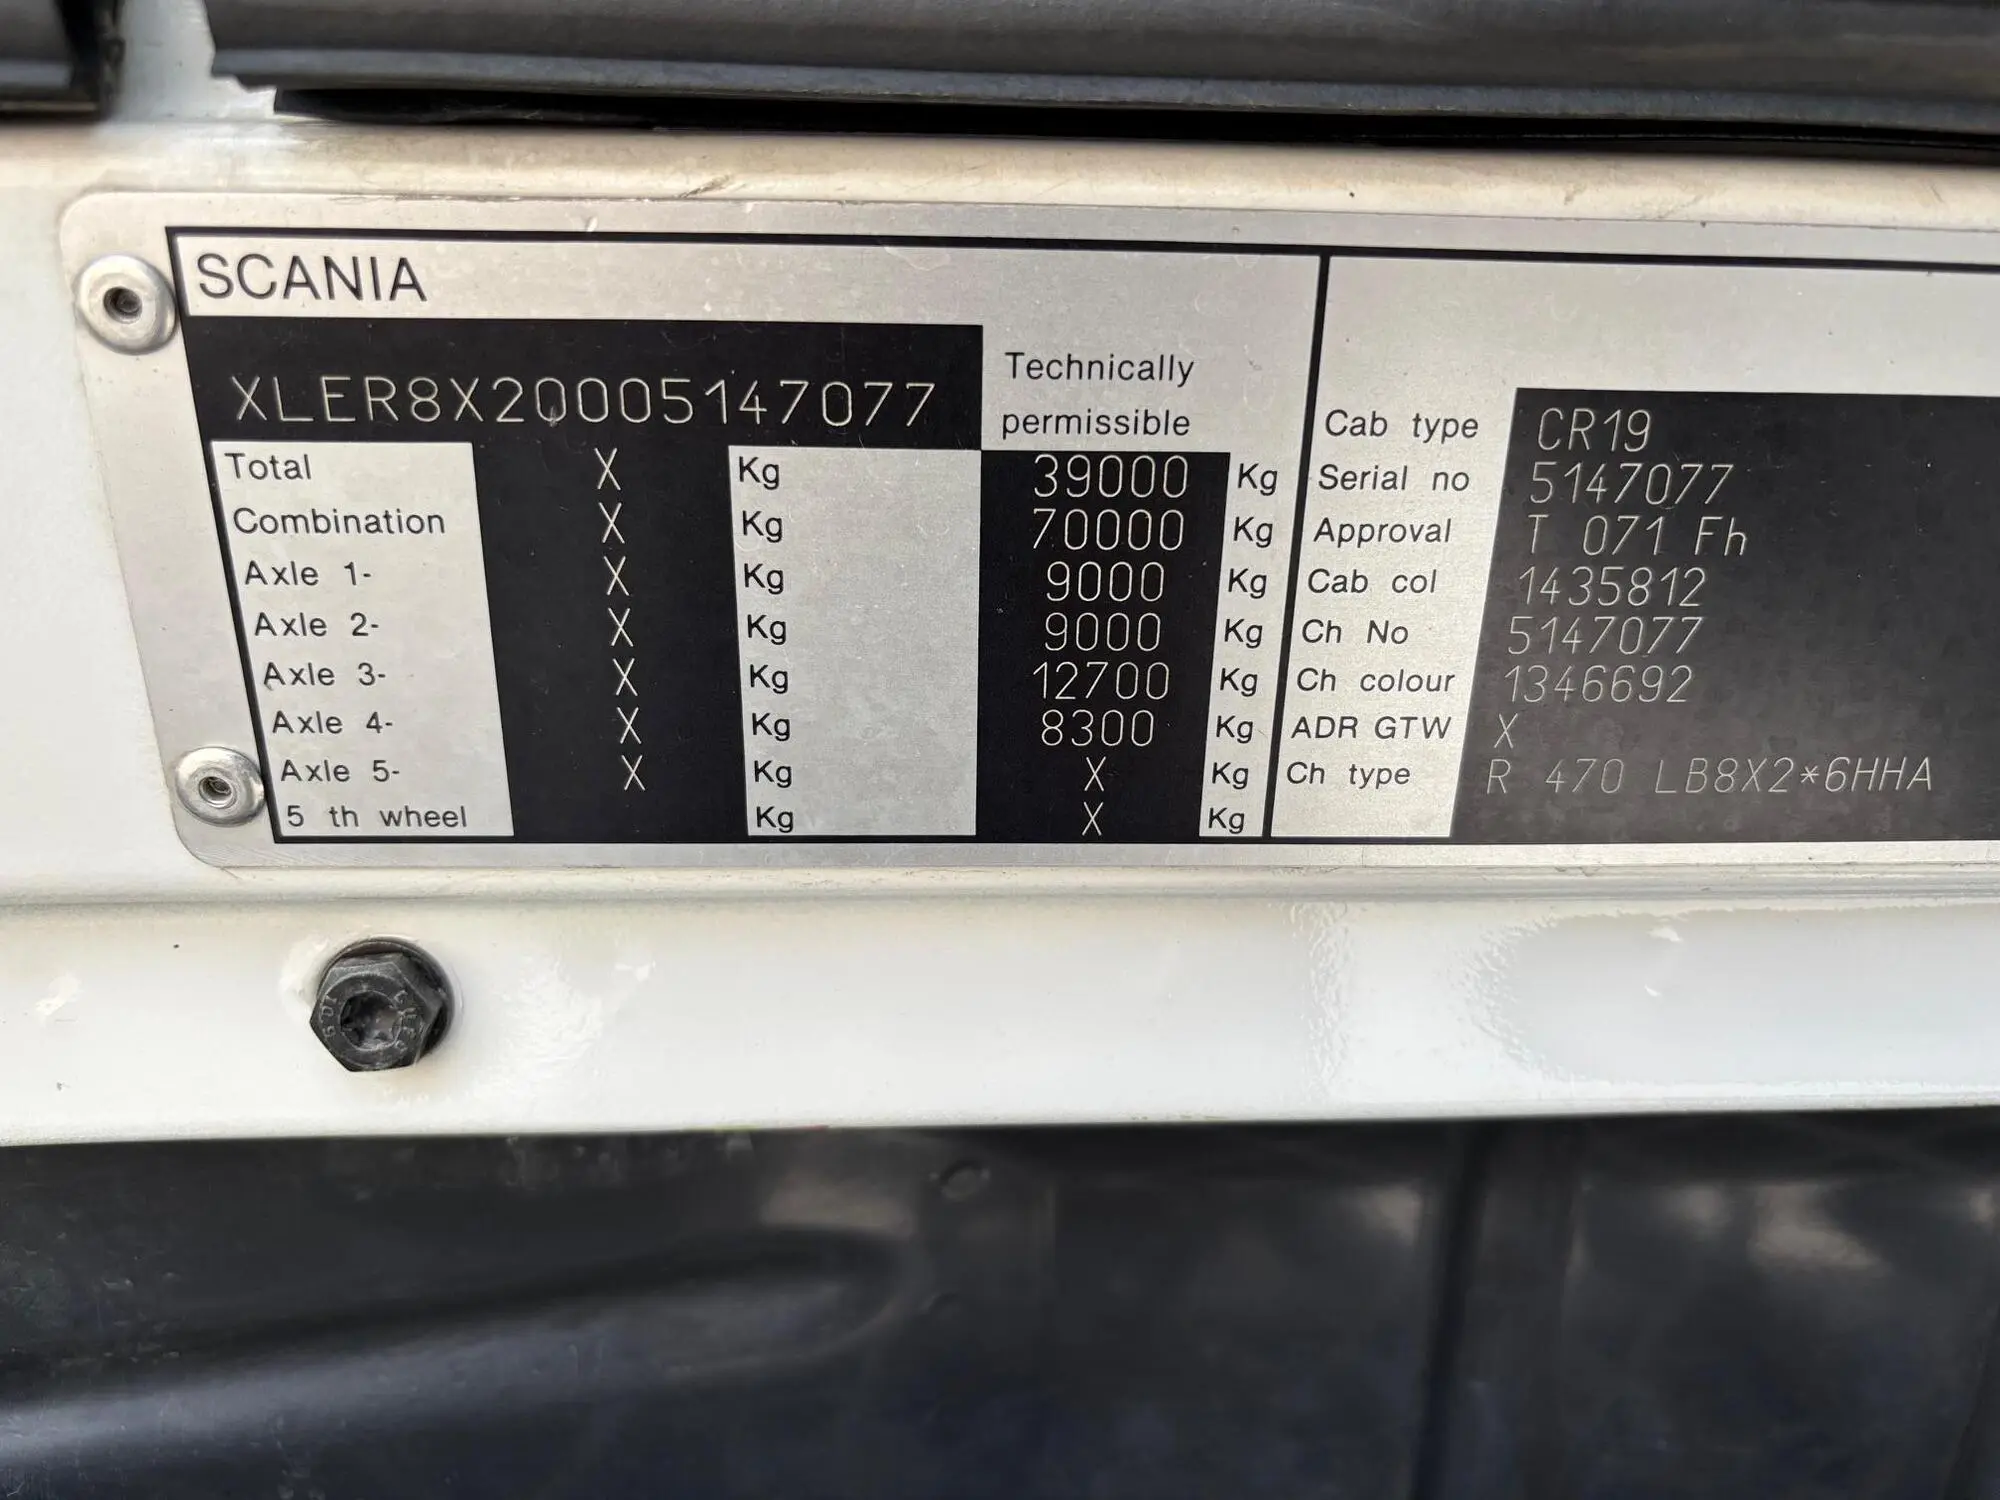 SCANIA
XLER8X20005147077
Technically
permissible
Total X Kg 39000 Kg
Combination X Kg 70000 Kg
Axle 1- X Kg 9000 Kg
Axle 2- X Kg 9000 Kg
Axle 3- X Kg 12700 Kg
Axle 4- X Kg 8300 Kg
Axle 5- X Kg X Kg
5 th wheel Kg X Kg
Cab type CR19
Serial no 5147077
Approval T 071 Fh
Cab col 1435812
Ch No 5147077
Ch colour 1346692
ADR GTW X
Ch type R 470 LB8X2*6HHA